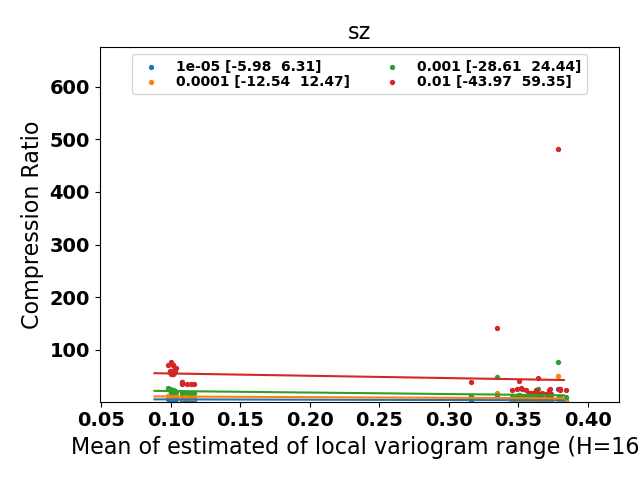 sz
1e-05 [-5.98  6.31]
0.0001 [-12.54  12.47]
0.001 [-28.61  24.44]
0.01 [-43.97  59.35]
Compression Ratio
600
500
400
300
200
100
0.05 0.10 0.15 0.20 0.25 0.30 0.35 0.40
Mean of estimated of local variogram range (H=16